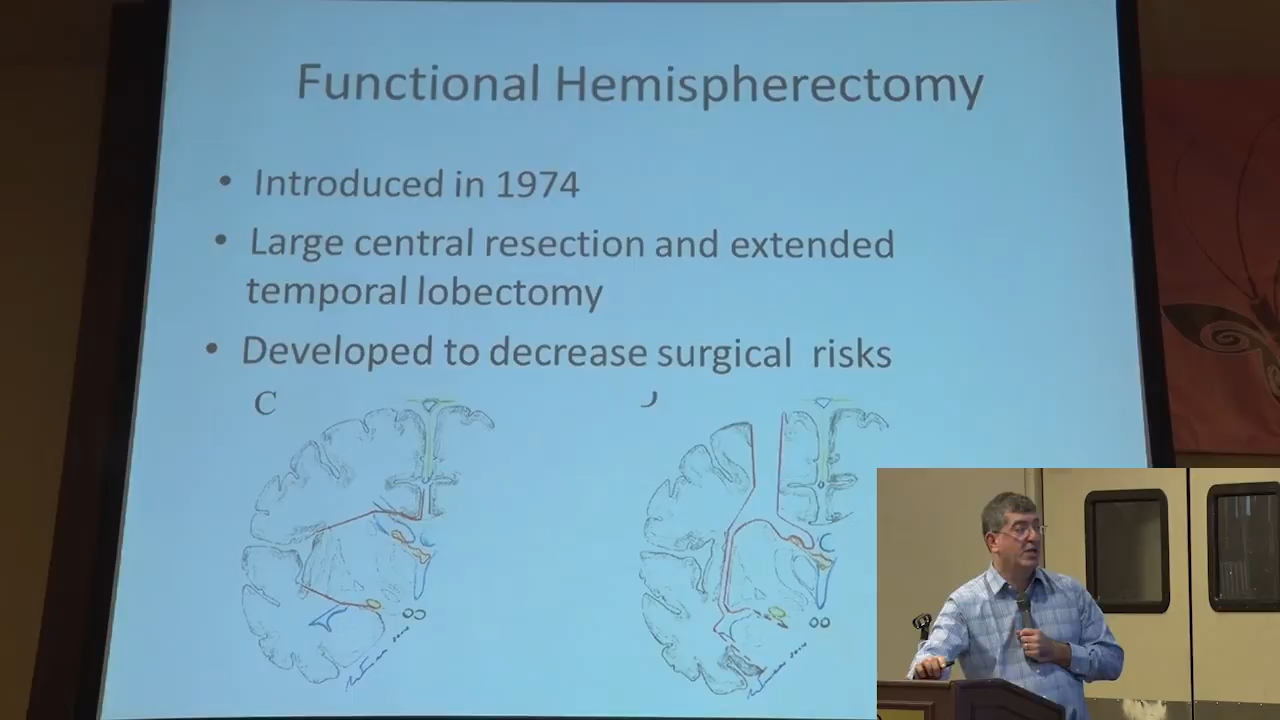 Functional Hemispherectomy
• Introduced in 1974
• Large central resection and extended
temporal lobectomy
• Developed to decrease surgical risks
C